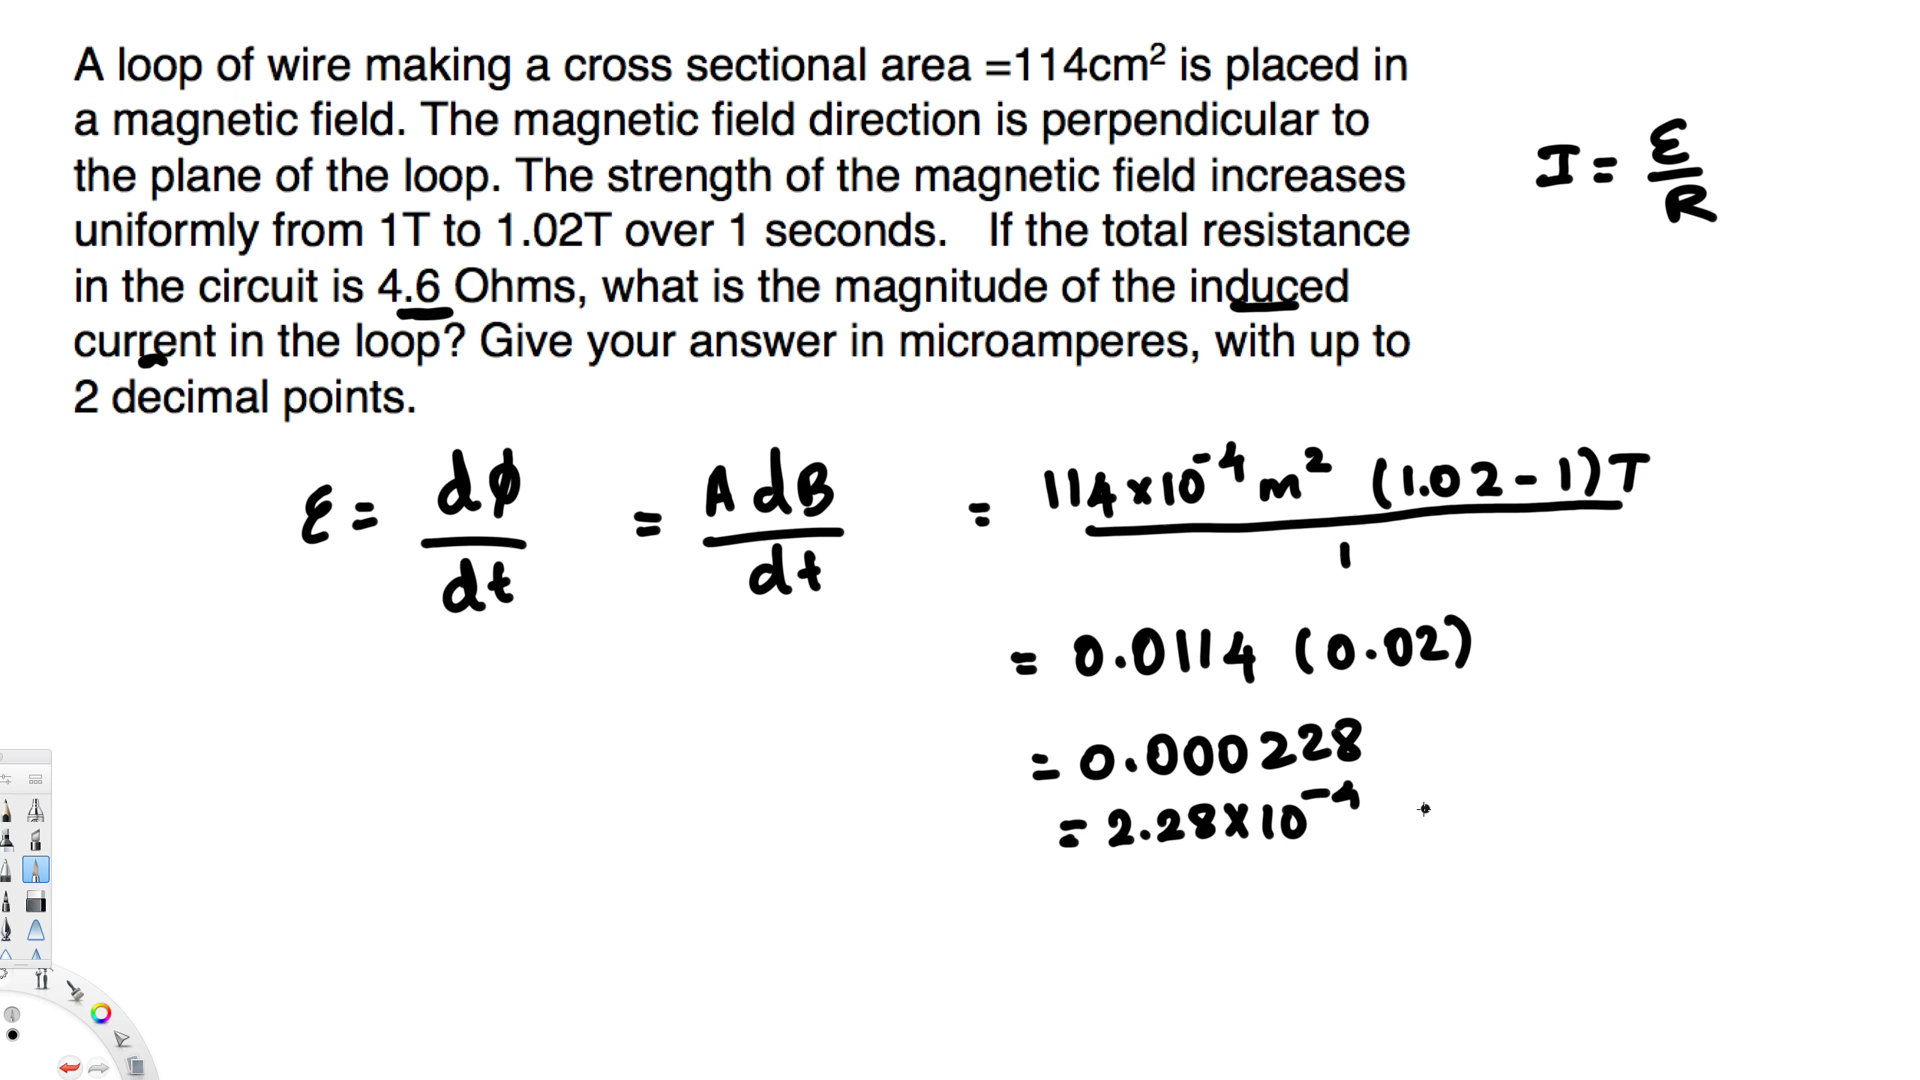 A loop of wire making a cross sectional area =114cm² is placed in
a magnetic field. The magnetic field direction is perpendicular to
the plane of the loop. The strength of the magnetic field increases
uniformly from 1T to 1.02T over 1 seconds. If the total resistance
in the circuit is 4.6 Ohms, what is the magnitude of the induced
current in the loop? Give your answer in microamperes, with up to
2 decimal points.
I = ε/R
ε = dϕ/dt = A dB/dt = 114×10⁻⁴ m² (1.02 - 1)T / 1
= 0.0114 (0.02)
= 0.000228
= 2.28×10⁻⁴